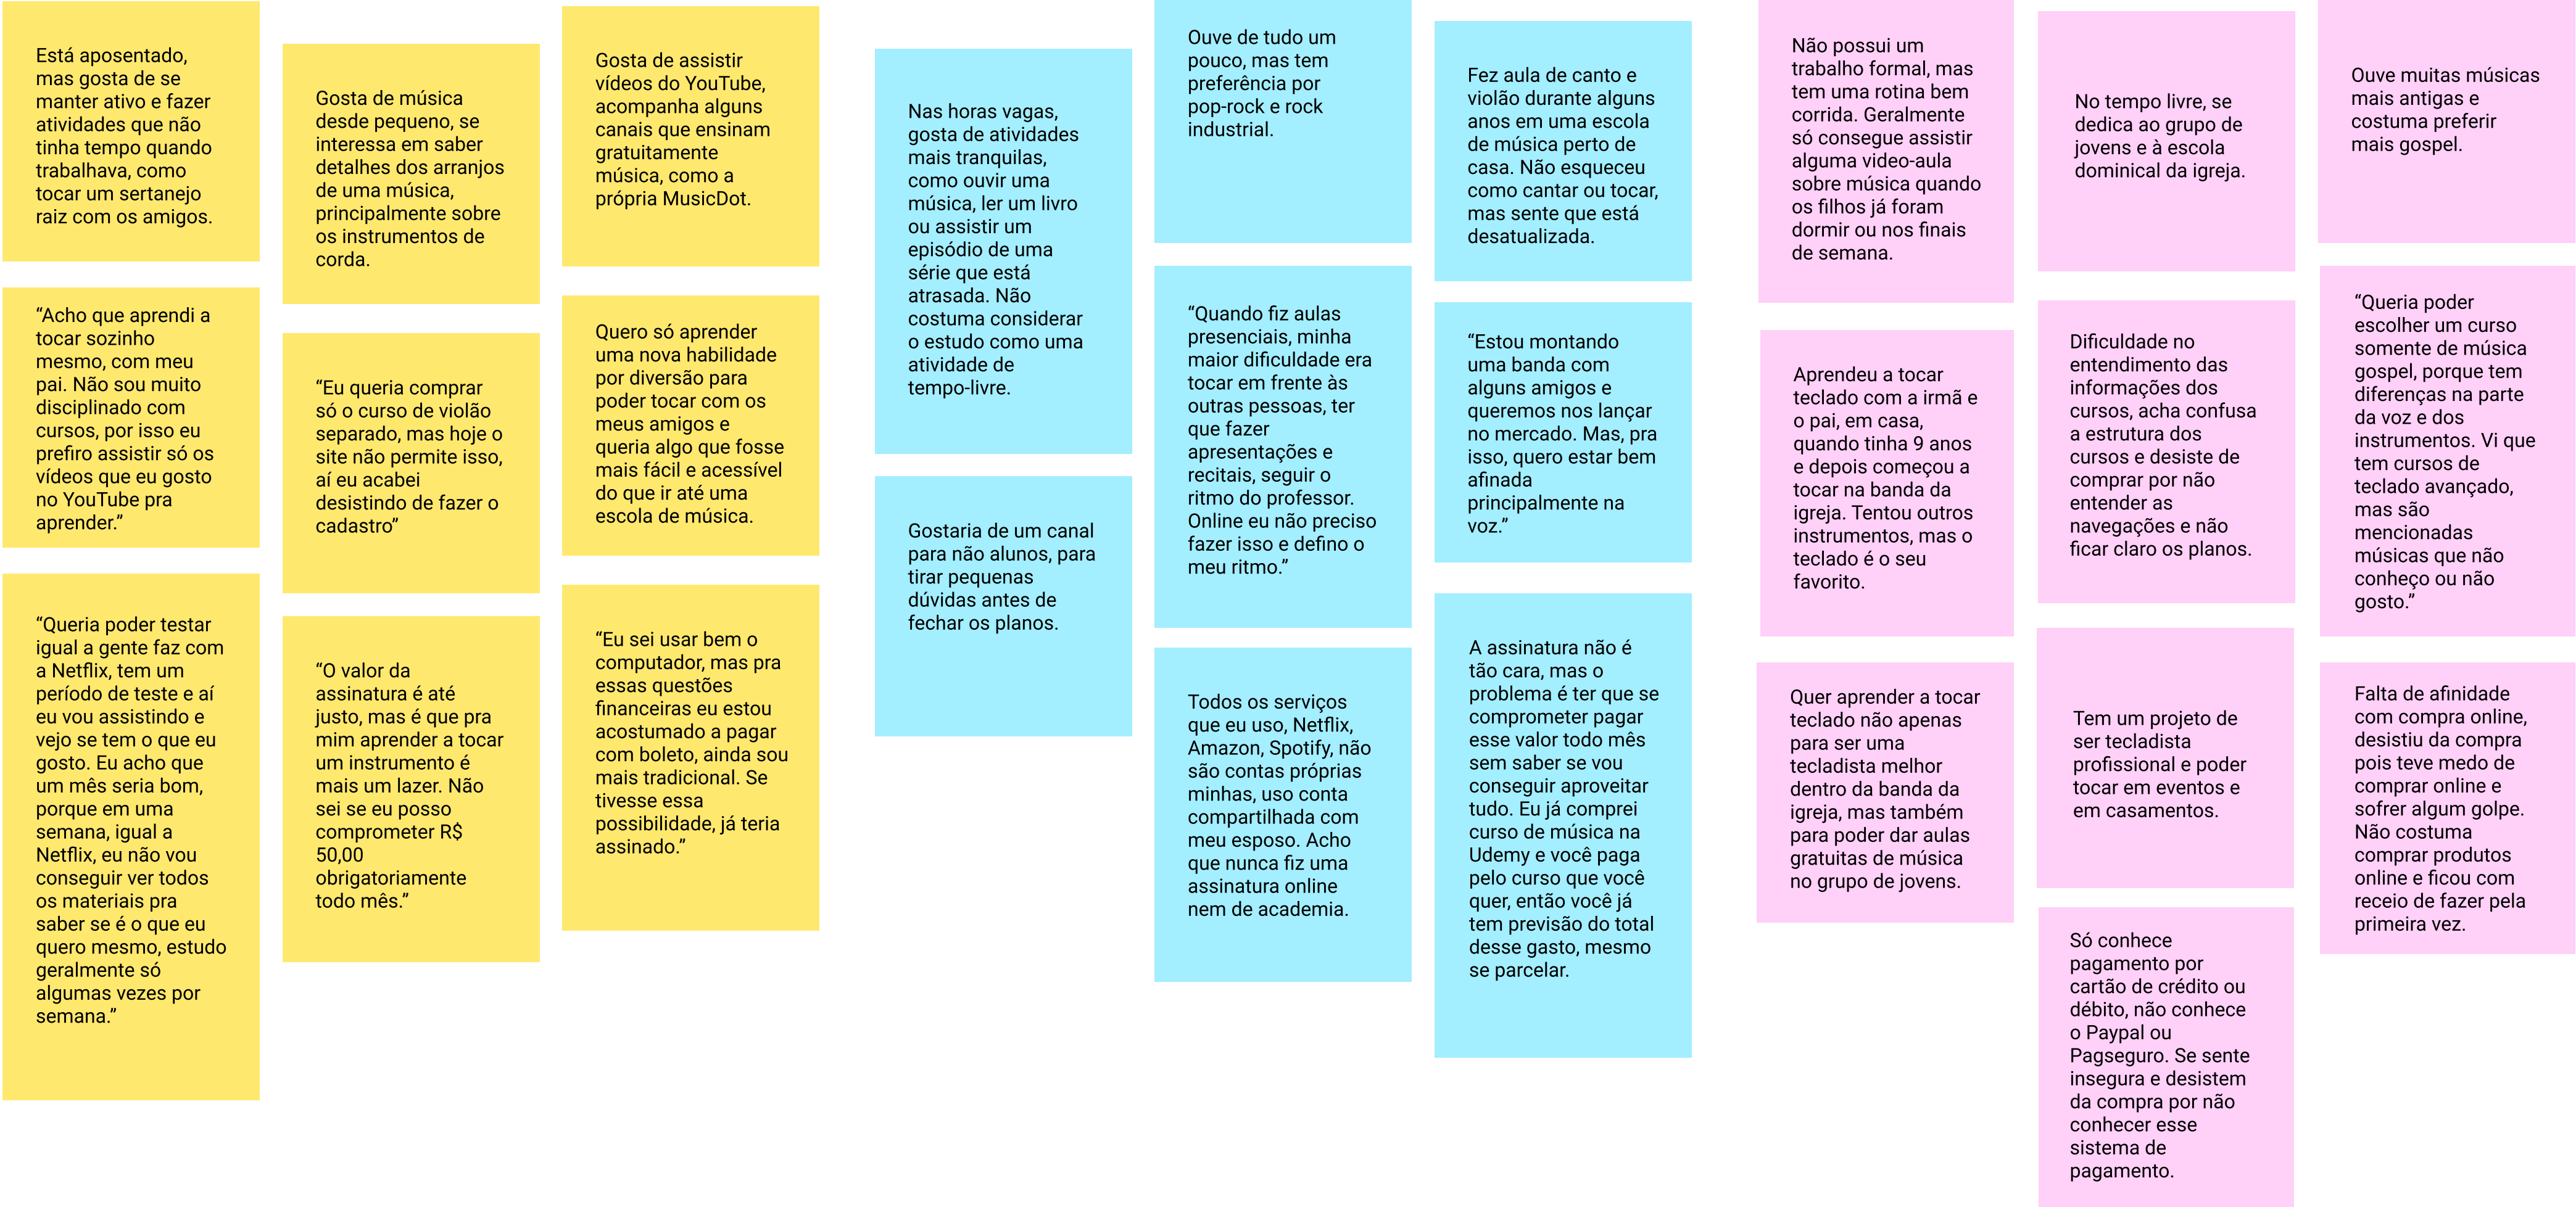 Está aposentado,
mas gosta de se
manter ativo e fazer
atividades que não
tinha tempo quando
trabalhava, como
tocar um sertanejo
raiz com os amigos.
“Acho que aprendi a
tocar sozinho
mesmo, com meu
pai. Não sou muito
disciplinado com
cursos, por isso eu
prefiro assistir só os
vídeos que eu gosto
no YouTube pra
aprender.”
“Queria poder testar
igual a gente faz com
a Netflix, tem um
período de teste e aí
eu vou assistindo e
vejo se tem o que eu
gosto. Eu acho que
um mês seria bom,
porque em uma
semana, igual a
Netflix, eu não vou
conseguir ver todos
os materiais pra
saber se é o que eu
quero mesmo, estudo
geralmente só
algumas vezes por
semana.”
Gosta de música
desde pequeno, se
interessa em saber
detalhes dos arranjos
de uma música,
principalmente sobre
os instrumentos de
corda.
“Eu queria comprar
só o curso de violão
separado, mas hoje o
site não permite isso,
aí eu acabei
desistindo de fazer o
cadastro”
“O valor da
assinatura é até
justo, mas é que pra
mim aprender a tocar
um instrumento é
mais um lazer. Não
sei se eu posso
comprometer R$
50,00
obrigatoriamente
todo mês.”
Gosta de assistir
vídeos do YouTube,
acompanha alguns
canais que ensinam
gratuitamente
música, como a
própria MusicDot.
Quero só aprender
uma nova habilidade
por diversão para
poder tocar com os
meus amigos e
queria algo que fosse
mais fácil e acessível
do que ir até uma
escola de música.
“Eu sei usar bem o
computador, mas pra
essas questões
financeiras eu estou
acostumado a pagar
com boleto, ainda sou
mais tradicional. Se
tivesse essa
possibilidade, já teria
assinado.”
Nas horas vagas,
gosta de atividades
mais tranquilas,
como ouvir uma
música, ler um livro
ou assistir um
episódio de uma
série que está
atrasada. Não
costuma considerar
o estudo como uma
atividade de
tempo-livre.
Gostaria de um canal
para não alunos, para
tirar pequenas
dúvidas antes de
fechar os planos.
Ouve de tudo um
pouco, mas tem
preferência por
pop-rock e rock
industrial.
“Quando fiz aulas
presenciais, minha
maior dificuldade era
tocar em frente às
outras pessoas, ter
que fazer
apresentações e
recitais, seguir o
ritmo do professor.
Online eu não preciso
fazer isso e defino o
meu ritmo.”
Todos os serviços
que eu uso, Netflix,
Amazon, Spotify, não
são contas próprias
minhas, uso conta
compartilhada com
meu esposo. Acho
que nunca fiz uma
assinatura online
nem de academia.
Fez aula de canto e
violão durante alguns
anos em uma escola
de música perto de
casa. Não esqueceu
como cantar ou tocar,
mas sente que está
desatualizada.
“Estou montando
uma banda com
alguns amigos e
queremos nos lançar
no mercado. Mas, pra
isso, quero estar bem
afinada
principalmente na
voz.”
A assinatura não é
tão cara, mas o
problema é ter que se
comprometer pagar
esse valor todo mês
sem saber se vou
conseguir aproveitar
tudo. Eu já comprei
curso de música na
Udemy e você paga
pelo curso que você
quer, então você já
tem previsão do total
desse gasto, mesmo
se parcelar.
Não possui um
trabalho formal, mas
tem uma rotina bem
corrida. Geralmente
só consegue assistir
alguma video-aula
sobre música quando
os filhos já foram
dormir ou nos finais
de semana.
Aprendeu a tocar
teclado com a irmã e
o pai, em casa,
quando tinha 9 anos
e depois começou a
tocar na banda da
igreja. Tentou outros
instrumentos, mas o
teclado é o seu
favorito.
Quer aprender a tocar
teclado não apenas
para ser uma
tecladista melhor
dentro da banda da
igreja, mas também
para poder dar aulas
gratuitas de música
no grupo de jovens.
No tempo livre, se
dedica ao grupo de
jovens e à escola
dominical da igreja.
Dificuldade no
entendimento das
informações dos
cursos, acha confusa
a estrutura dos
cursos e desiste de
comprar por não
entender as
navegações e não
ficar claro os planos.
Tem um projeto de
ser tecladista
profissional e poder
tocar em eventos e
em casamentos.
Só conhece
pagamento por
cartão de crédito ou
débito, não conhece
o Paypal ou
Pagseguro. Se sente
insegura e desistem
da compra por não
conhecer esse
sistema de
pagamento.
Ouve muitas músicas
mais antigas e
costuma preferir
mais gospel.
“Queria poder
escolher um curso
somente de música
gospel, porque tem
diferenças na parte
da voz e dos
instrumentos. Vi que
tem cursos de
teclado avançado,
mas são
mencionadas
músicas que não
conheço ou não
gosto.”
Falta de afinidade
com compra online,
desistiu da compra
pois teve medo de
comprar online e
sofrer algum golpe.
Não costuma
comprar produtos
online e ficou com
receio de fazer pela
primeira vez.